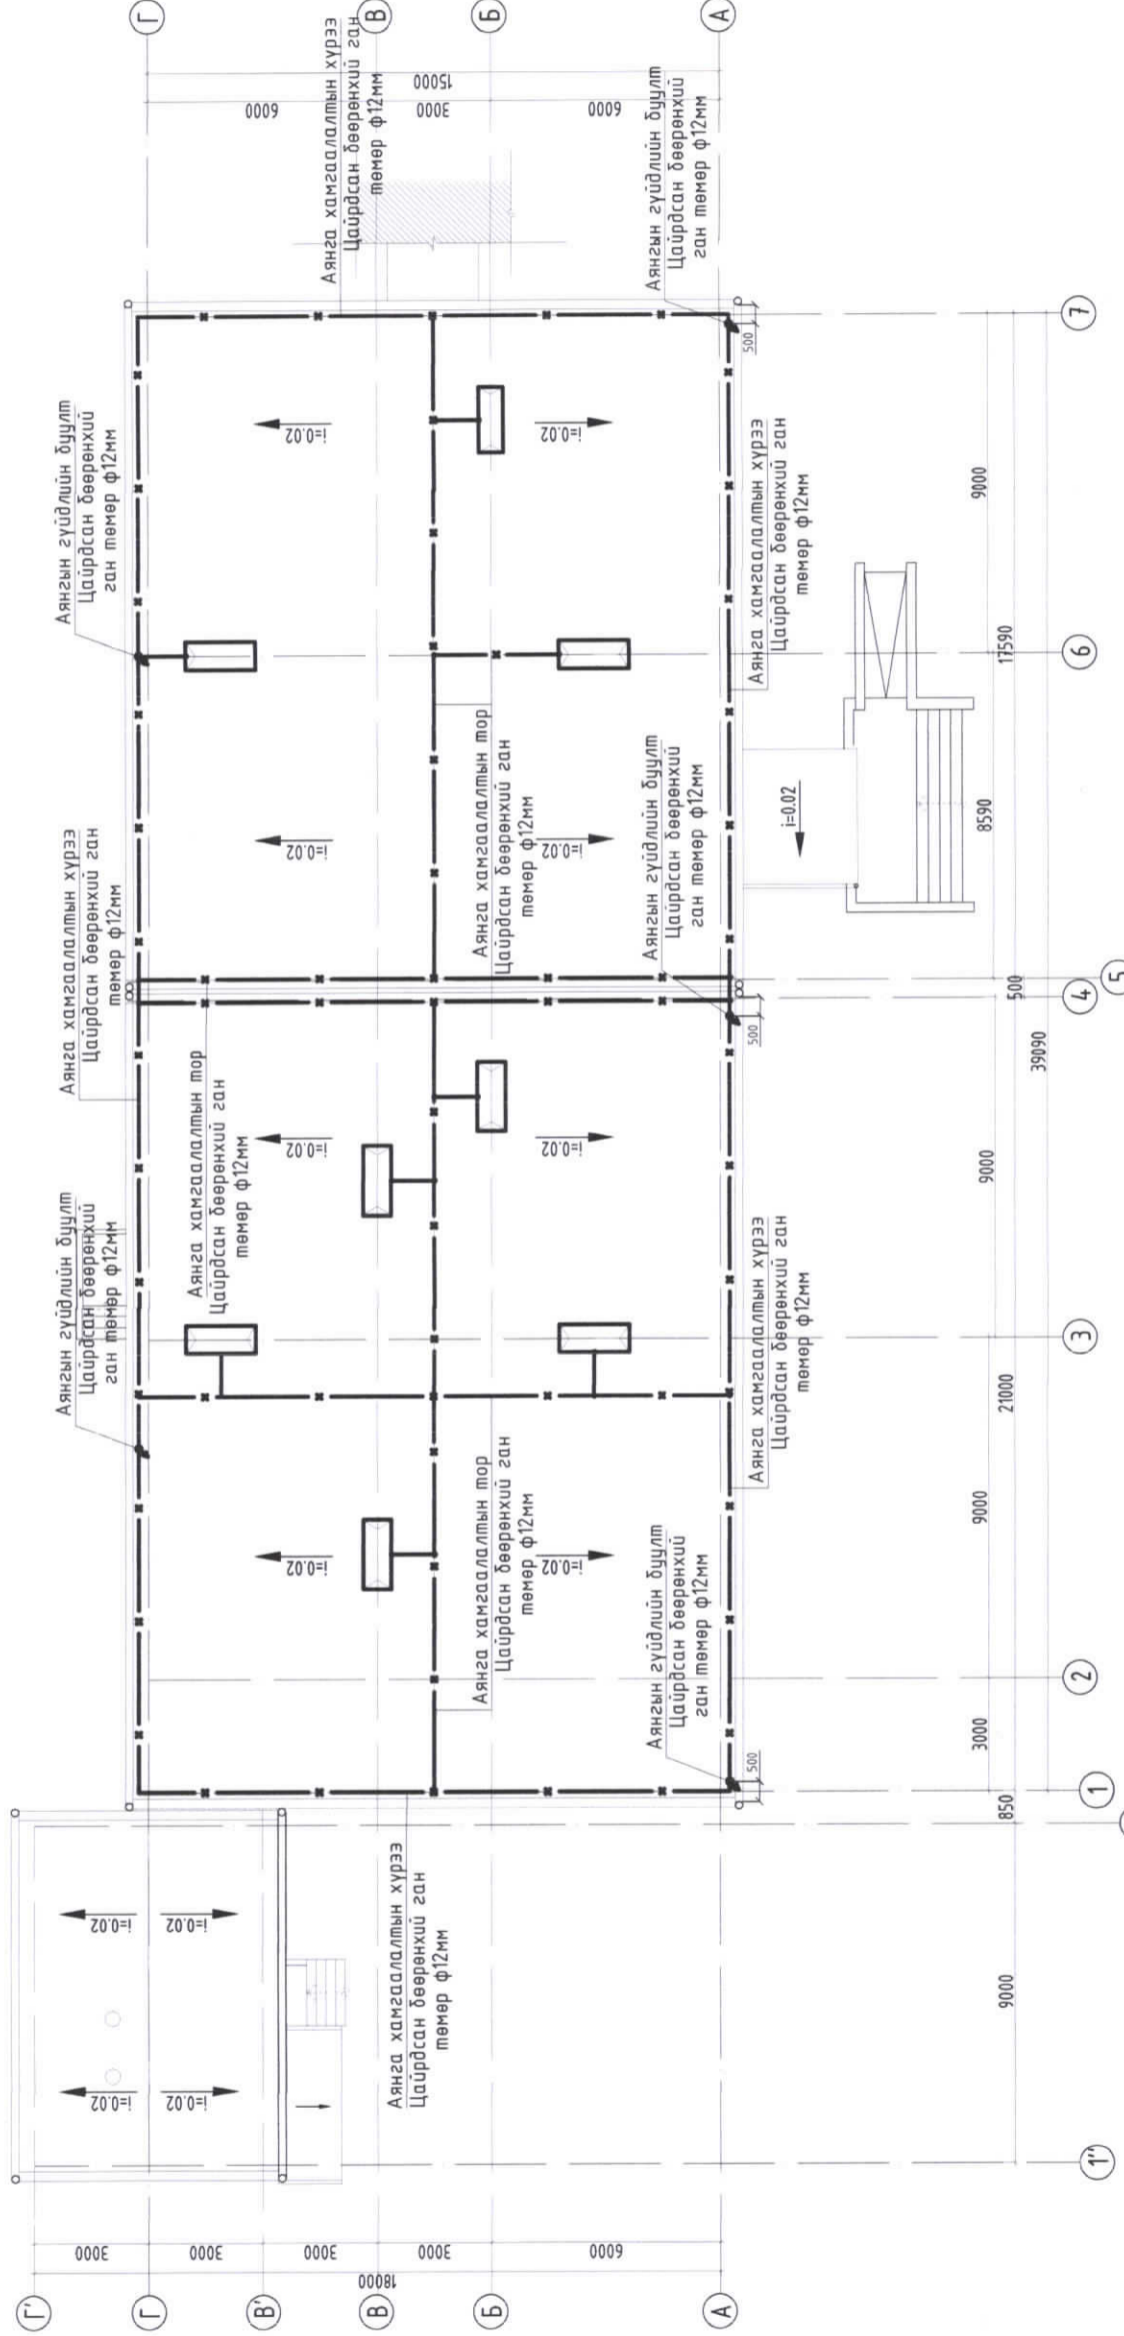 Г
В
Б
А
15000
6000
3000
6000
Аянга хамгаалалтын хүрээ
Цайрдсан бөөрөнхий ган
төмөр ф12мм
Аянгын гүйдлийн буулт
Цайрдсан бөөрөнхий
ган төмөр ф12мм
500
7
Аянгын гүйдлийн буулт
Цайрдсан бөөрөнхий
ган төмөр ф12мм
i=0.02
i=0.02
Аянга хамгаалалтын хүрээ
Цайрдсан бөөрөнхий ган
төмөр ф12мм
9000
17590
6
Аянга хамгаалалтын тор
Цайрдсан бөөрөнхий ган
төмөр ф12мм
Аянгын гүйдлийн буулт
Цайрдсан бөөрөнхий
ган төмөр ф12мм
i=0.02
i=0.02
i=0.02
8590
Аянга хамгаалалтын хүрээ
Цайрдсан бөөрөнхий ган
төмөр ф12мм
5
500
4
500
39090
Аянга хамгаалалтын тор
Цайрдсан бөөрөнхий ган
төмөр ф12мм
i=0.02
i=0.02
9000
Аянгын гүйдлийн буулт
Цайрдсан бөөрөнхий
ган төмөр ф12мм
Аянга хамгаалалтын хүрээ
Цайрдсан бөөрөнхий ган
төмөр ф12мм
3
21000
9000
Аянга хамгаалалтын тор
Цайрдсан бөөрөнхий ган
төмөр ф12мм
i=0.02
i=0.02
Аянгын гүйдлийн буулт
Цайрдсан бөөрөнхий
ган төмөр ф12мм
2
3000
500
1
850
Аянга хамгаалалтын хүрээ
Цайрдсан бөөрөнхий ган
төмөр ф12мм
i=0.02
i=0.02
i=0.02
i=0.02
9000
1''
3000
3000
3000
3000
6000
18000
Г'
Г
В'
В
Б
А